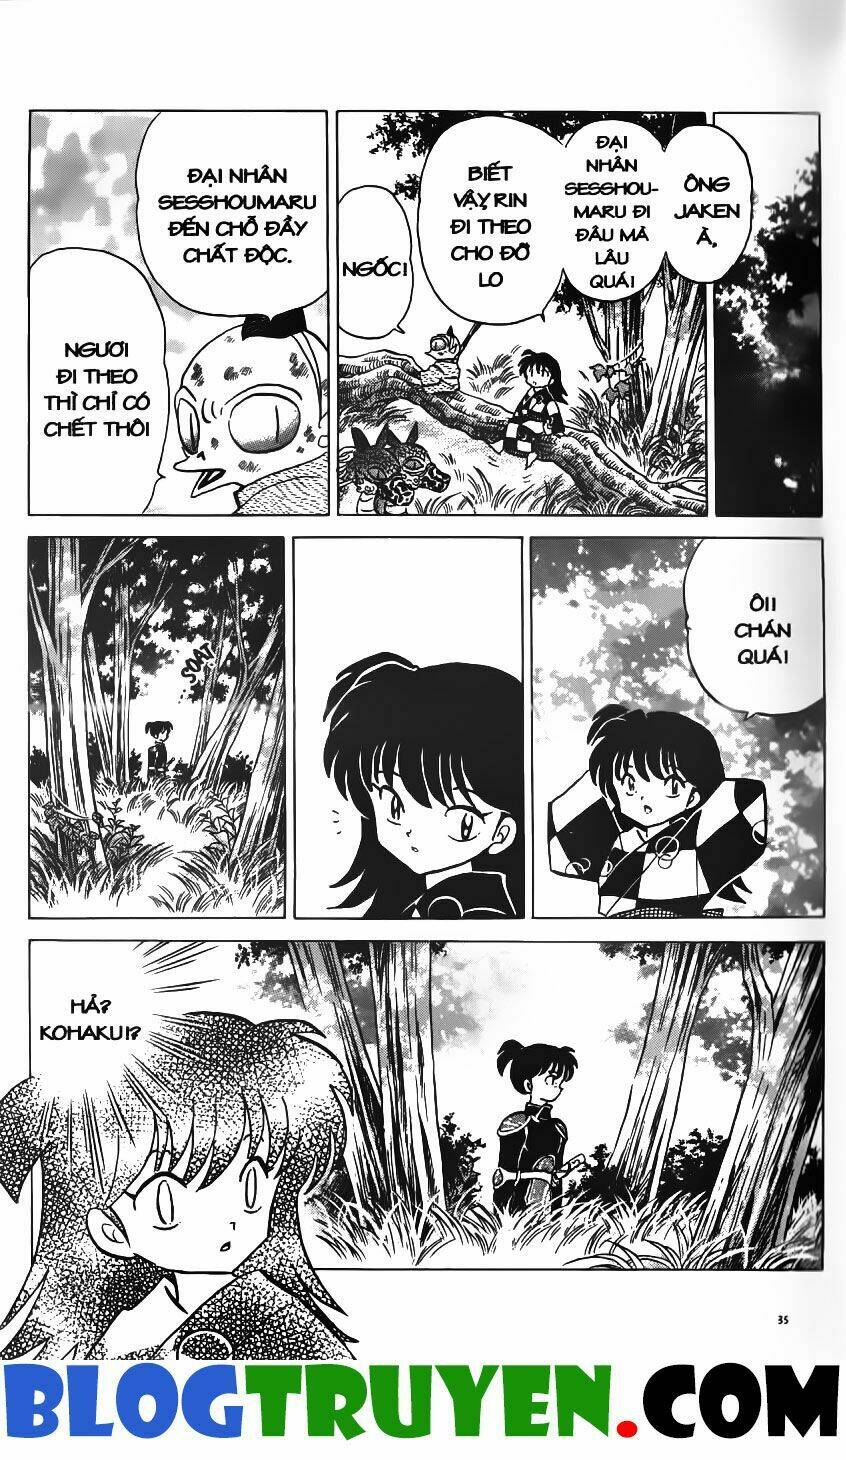 ÔNG
JAKEN
À,
ĐẠI
NHÂN
SESSHOU-
MARU ĐI
ĐÂU MÀ
LÂU
QUÁ!
BIẾT
VẬY, RIN
ĐI THEO
CHO ĐỠ
LO
NGỐC!
ĐẠI NHÂN
SESSHOUMARU
ĐẾN CHỖ ĐẦY
CHẤT ĐỘC.
NGƯƠI
ĐI THEO
THÌ CHỈ CÓ
CHẾT THÔI
ÔI!
CHÁN
QUÁ!
SOẠT
HẢ?
KOHAKU!?
35
BLOGTRUYEN.COM